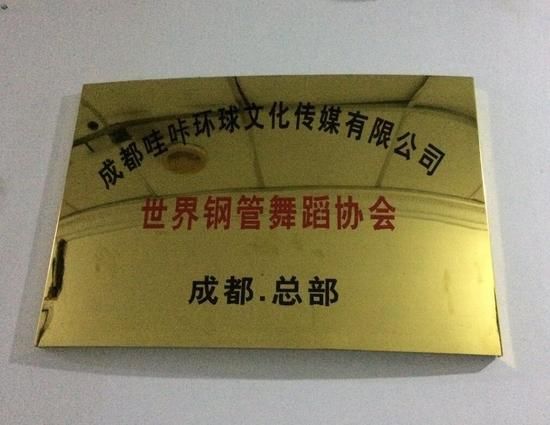 成都哇咔环球文化传媒有限公司
世界钢管舞蹈协会
成都.总部